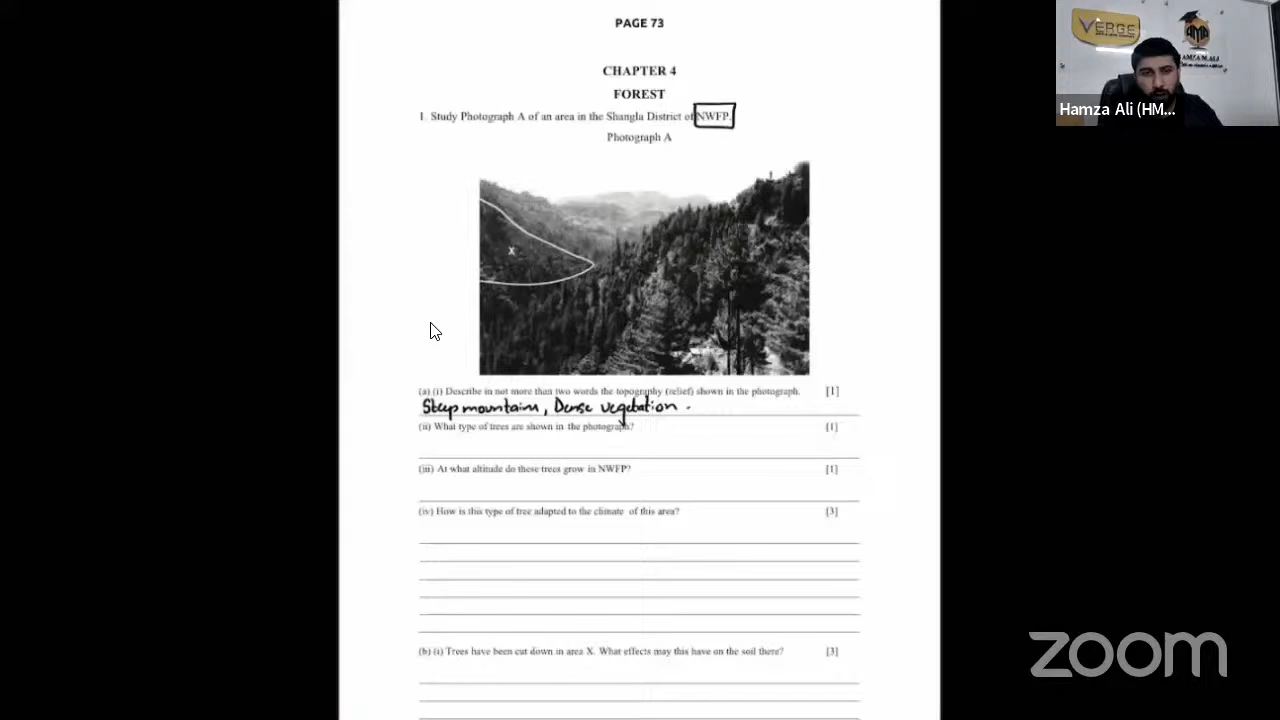 PAGE 73
VERGE
Hamza Ali (HM...
CHAPTER 4
FOREST
1. Study Photograph A of an area in the Shangla District of NWFP.
Photograph A
X
(a) (i) Describe in not more than two words the topography (relief) shown in the photograph. [1]
Steep mountains, Dense vegetation.
(ii) What type of trees are shown in the photograph? [1]
(iii) At what altitude do these trees grow in NWFP? [1]
(iv) How is this type of tree adapted to the climate of this area? [3]
(b) (i) Trees have been cut down in area X. What effects may this have on the soil there? [3]
zoom